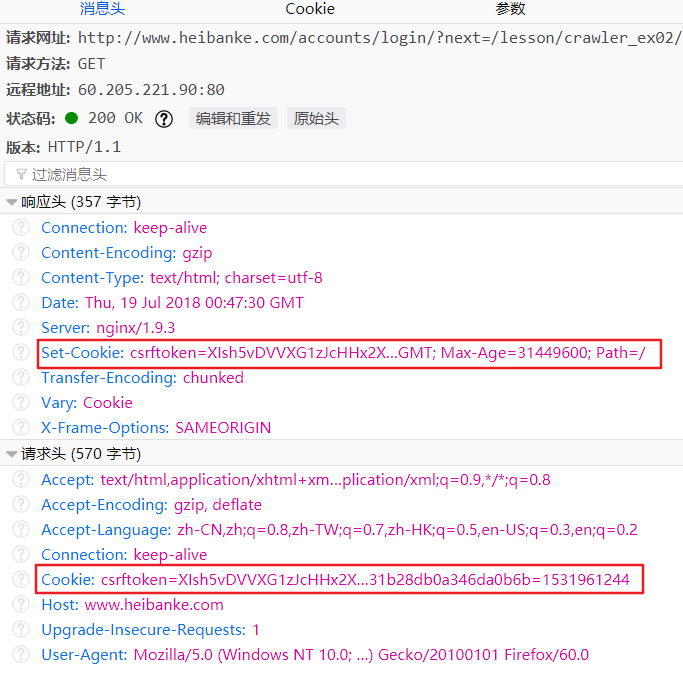 消息头 Cookie 参数
请求网址: http://www.heibanke.com/accounts/login/?next=/lesson/crawler_ex02/
请求方法: GET
远程地址: 60.205.221.90:80
状态码: 200 OK ? 编辑和重发 原始头
版本: HTTP/1.1
过滤消息头
响应头 (357 字节)
? Connection: keep-alive
? Content-Encoding: gzip
? Content-Type: text/html; charset=utf-8
? Date: Thu, 19 Jul 2018 00:47:30 GMT
? Server: nginx/1.9.3
? Set-Cookie: csrftoken=XIsh5vDVVXG1zJcHHx2X...GMT; Max-Age=31449600; Path=/
? Transfer-Encoding: chunked
? Vary: Cookie
? X-Frame-Options: SAMEORIGIN
请求头 (570 字节)
? Accept: text/html,application/xhtml+xm...plication/xml;q=0.9,*/*;q=0.8
? Accept-Encoding: gzip, deflate
? Accept-Language: zh-CN,zh;q=0.8,zh-TW;q=0.7,zh-HK;q=0.5,en-US;q=0.3,en;q=0.2
? Connection: keep-alive
? Cookie: csrftoken=XIsh5vDVVXG1zJcHHx2X...31b28db0a346da0b6b=1531961244
? Host: www.heibanke.com
? Upgrade-Insecure-Requests: 1
? User-Agent: Mozilla/5.0 (Windows NT 10.0; ...) Gecko/20100101 Firefox/60.0